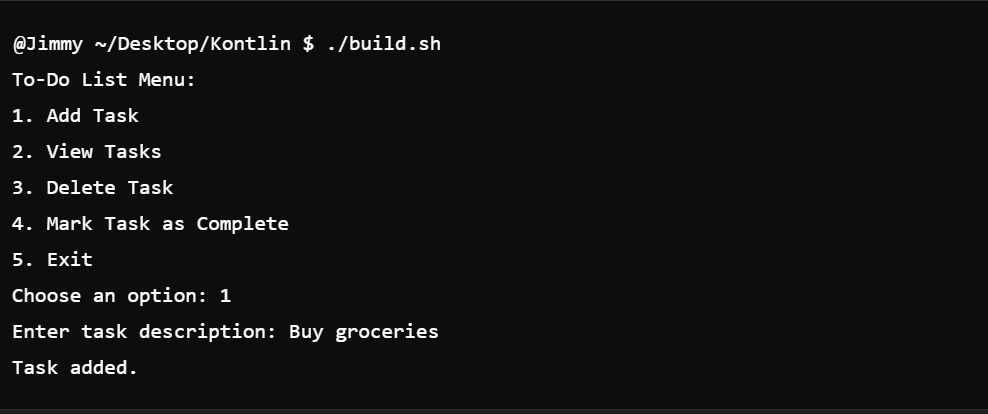 @Jimmy ~/Desktop/Kontlin $ ./build.sh
To-Do List Menu:
1. Add Task
2. View Tasks
3. Delete Task
4. Mark Task as Complete
5. Exit
Choose an option: 1
Enter task description: Buy groceries
Task added.